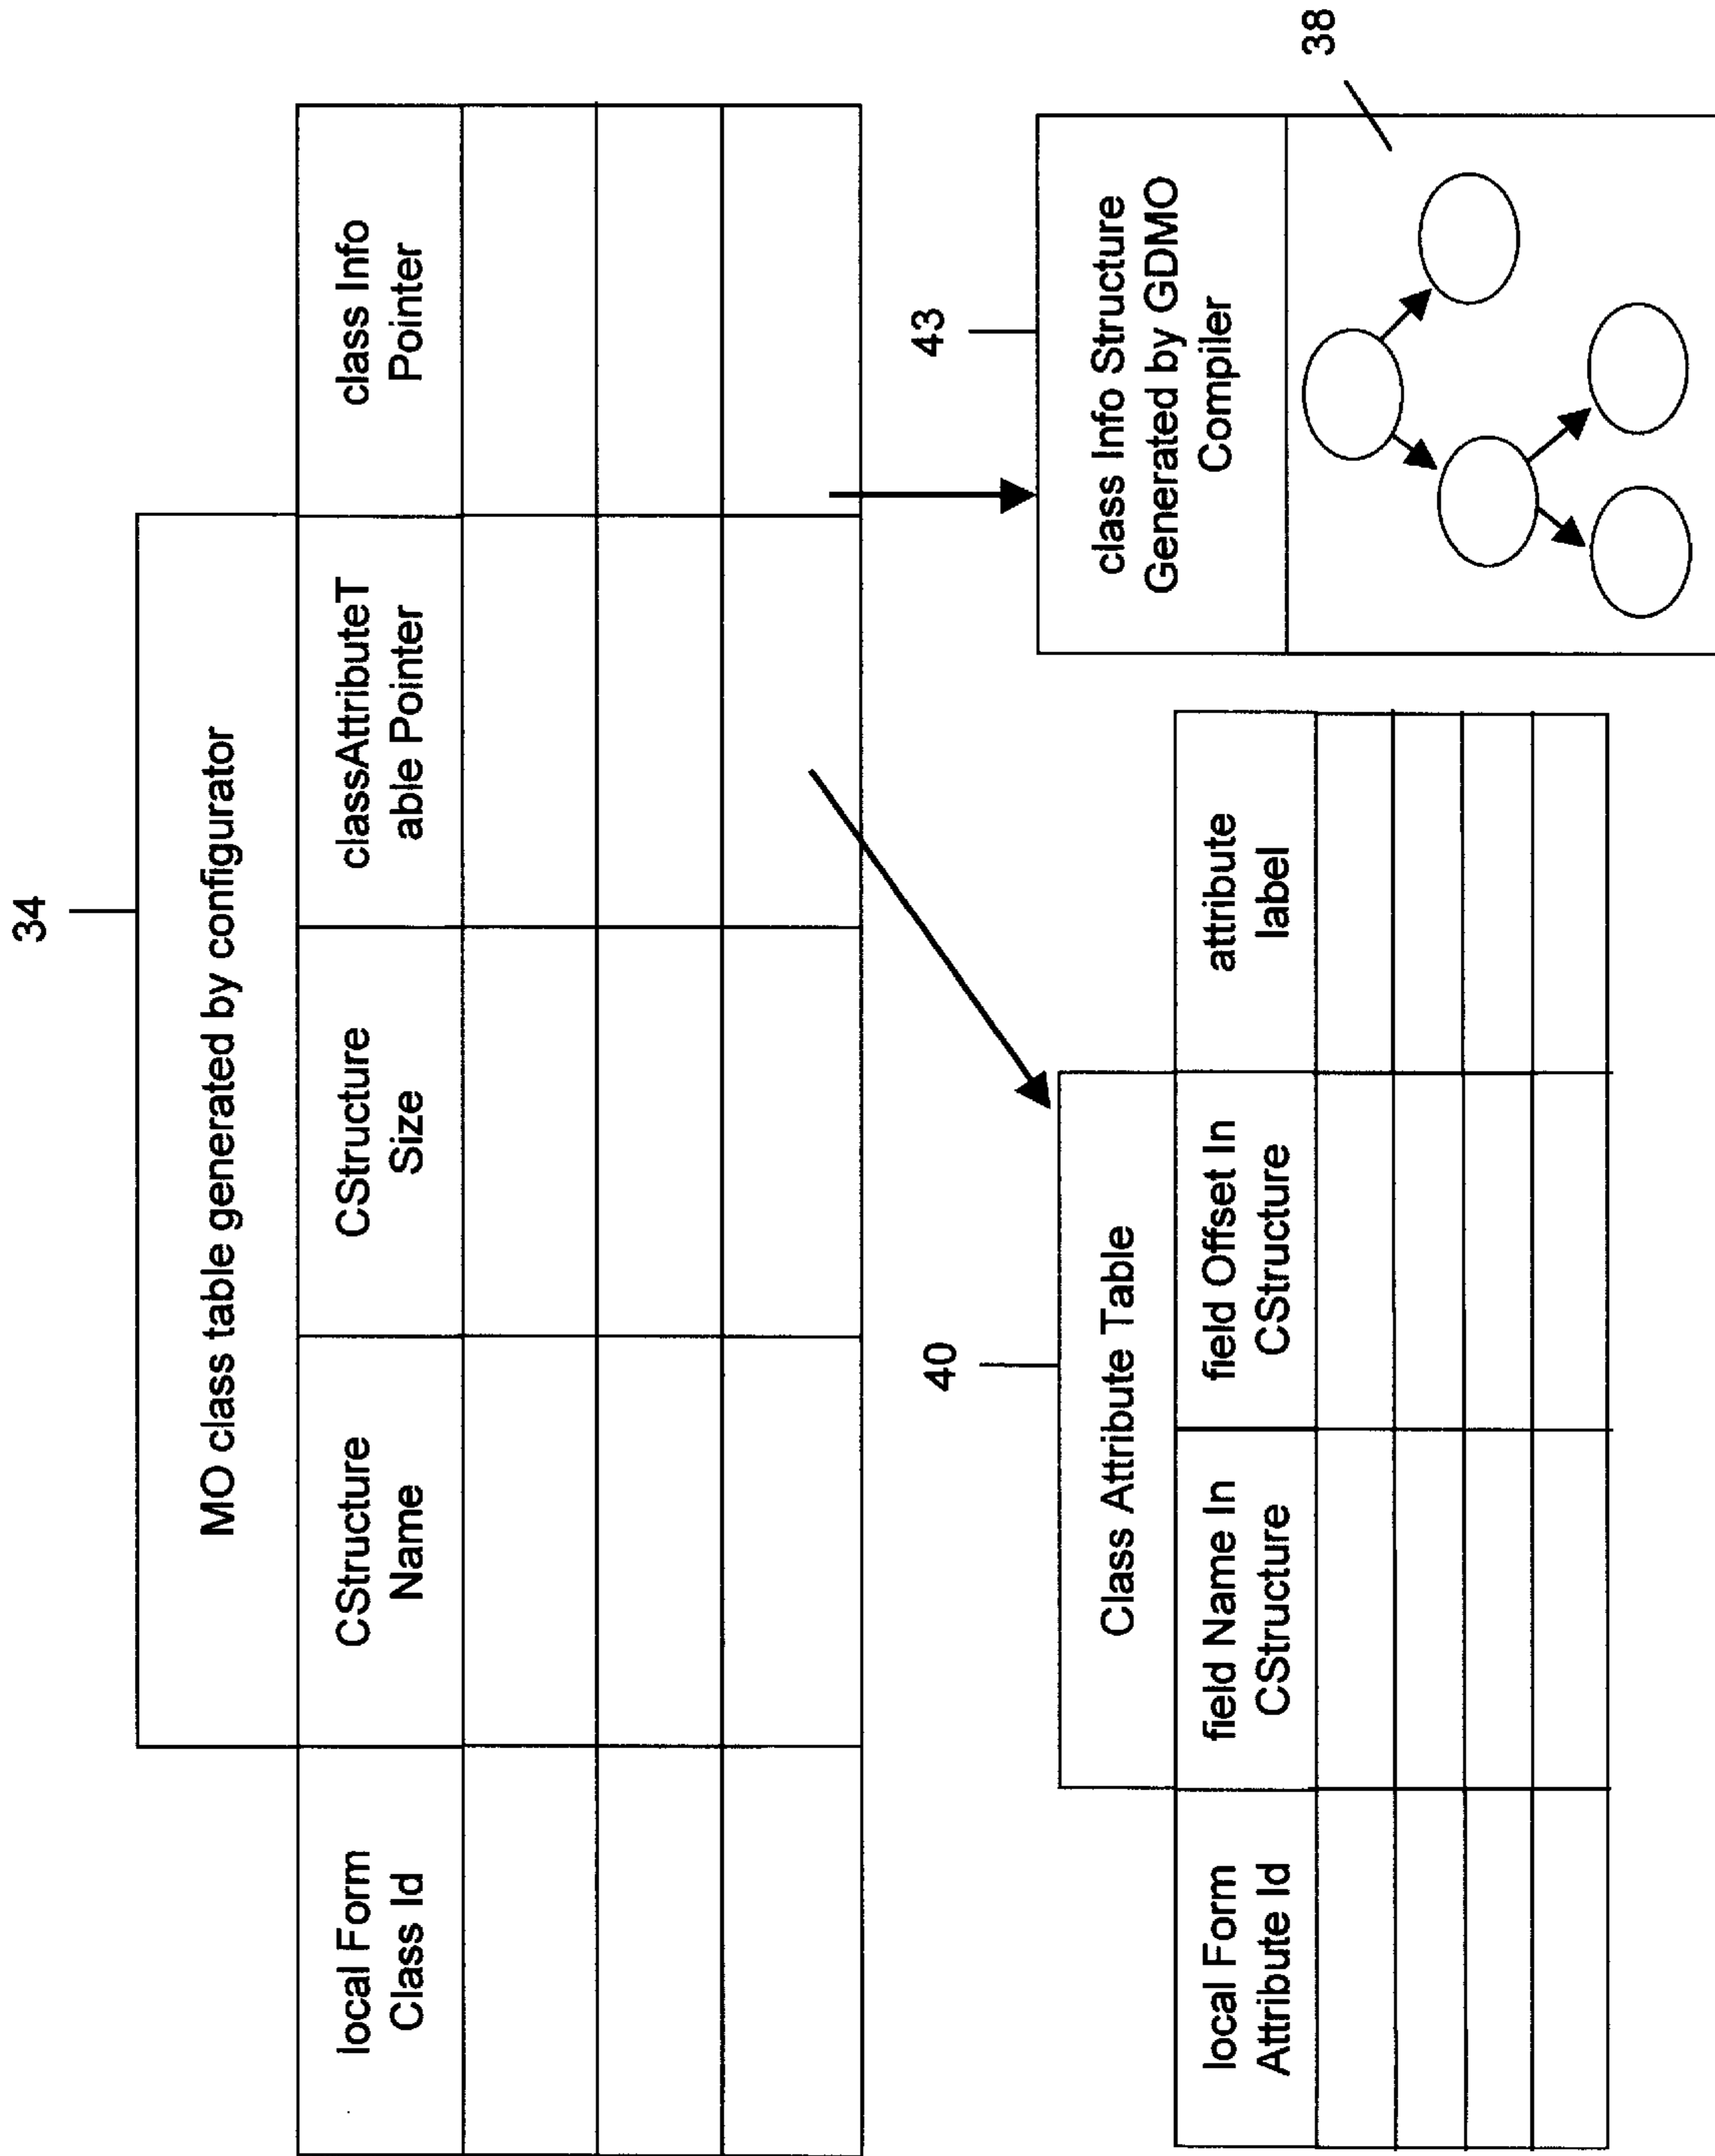 34
MO class table generated by configurator
local Form
Class Id
CStructure
Name
CStructure
Size
classAttributeT
able Pointer
class Info
Pointer
40
Class Attribute Table
local Form
Attribute Id
field Name In
CStructure
field Offset In
CStructure
attribute
label
43
class Info Structure
Generated by GDMO
Compiler
38